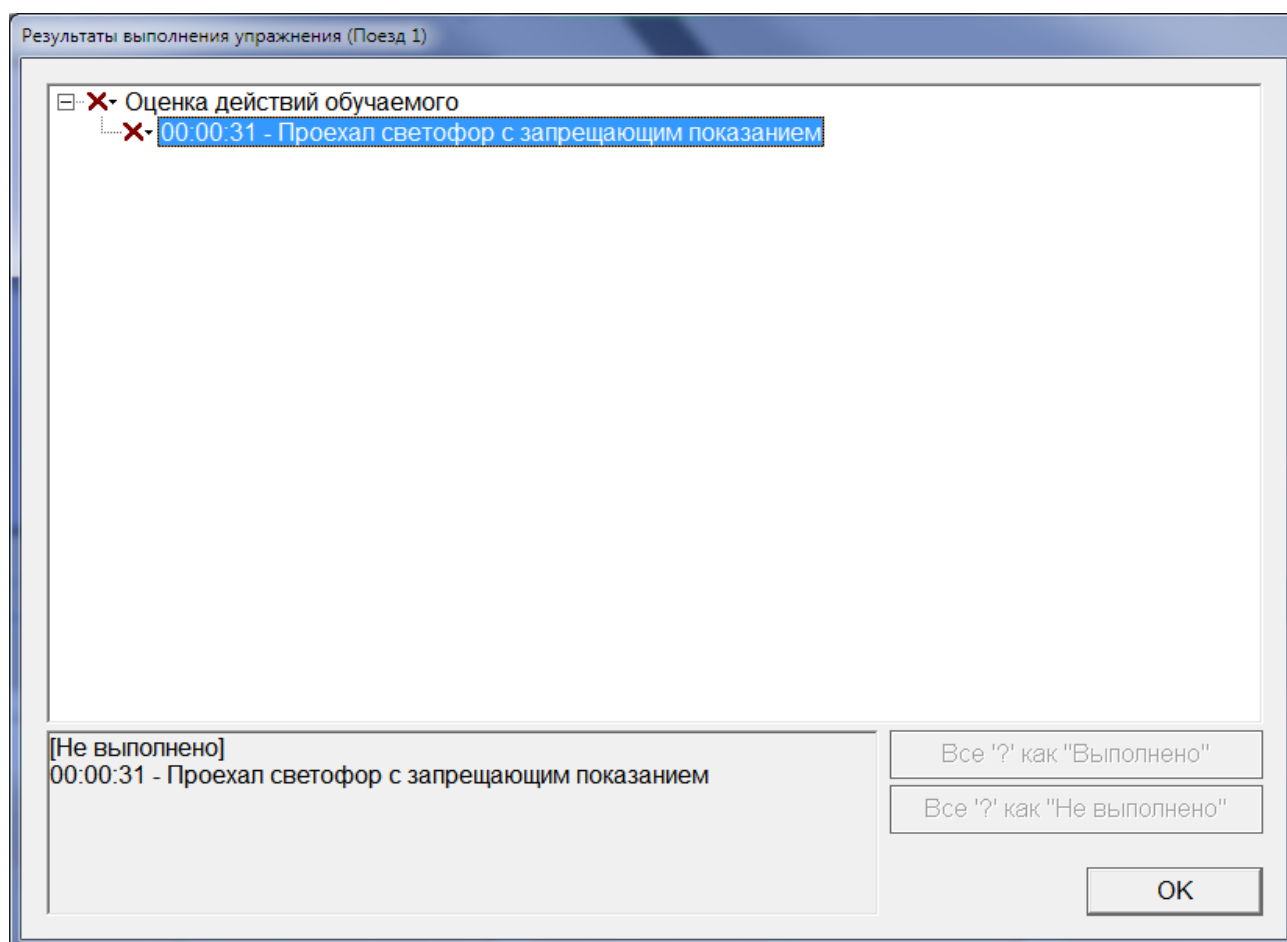 Результаты выполнения упражнения (Поезд 1)
Оценка действий обучаемого
00:00:31 - Проехал светофор с запрещающим показанием
[Не выполнено]
00:00:31 - Проехал светофор с запрещающим показанием
Все '?' как "Выполнено"
Все '?' как "Не выполнено"
OK